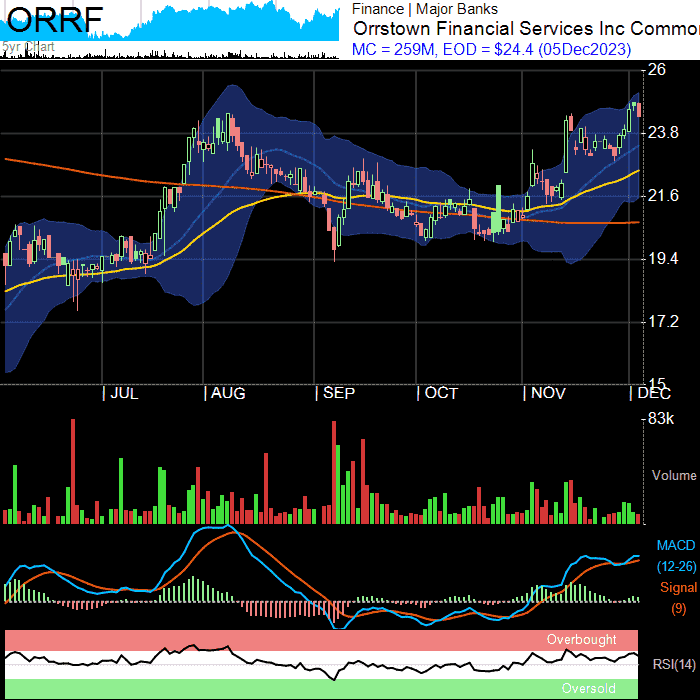 ORRF
5yr Chart
Finance | Major Banks
Orrstown Financial Services Inc Common
MC = 259M, EOD = $24.4 (05Dec2023)
26
23.8
21.6
19.4
17.2
15
| JUL | AUG | SEP | OCT | NOV | DEC
83k
Volume
MACD
(12-26)
Signal
(9)
Overbought
RSI(14)
Oversold